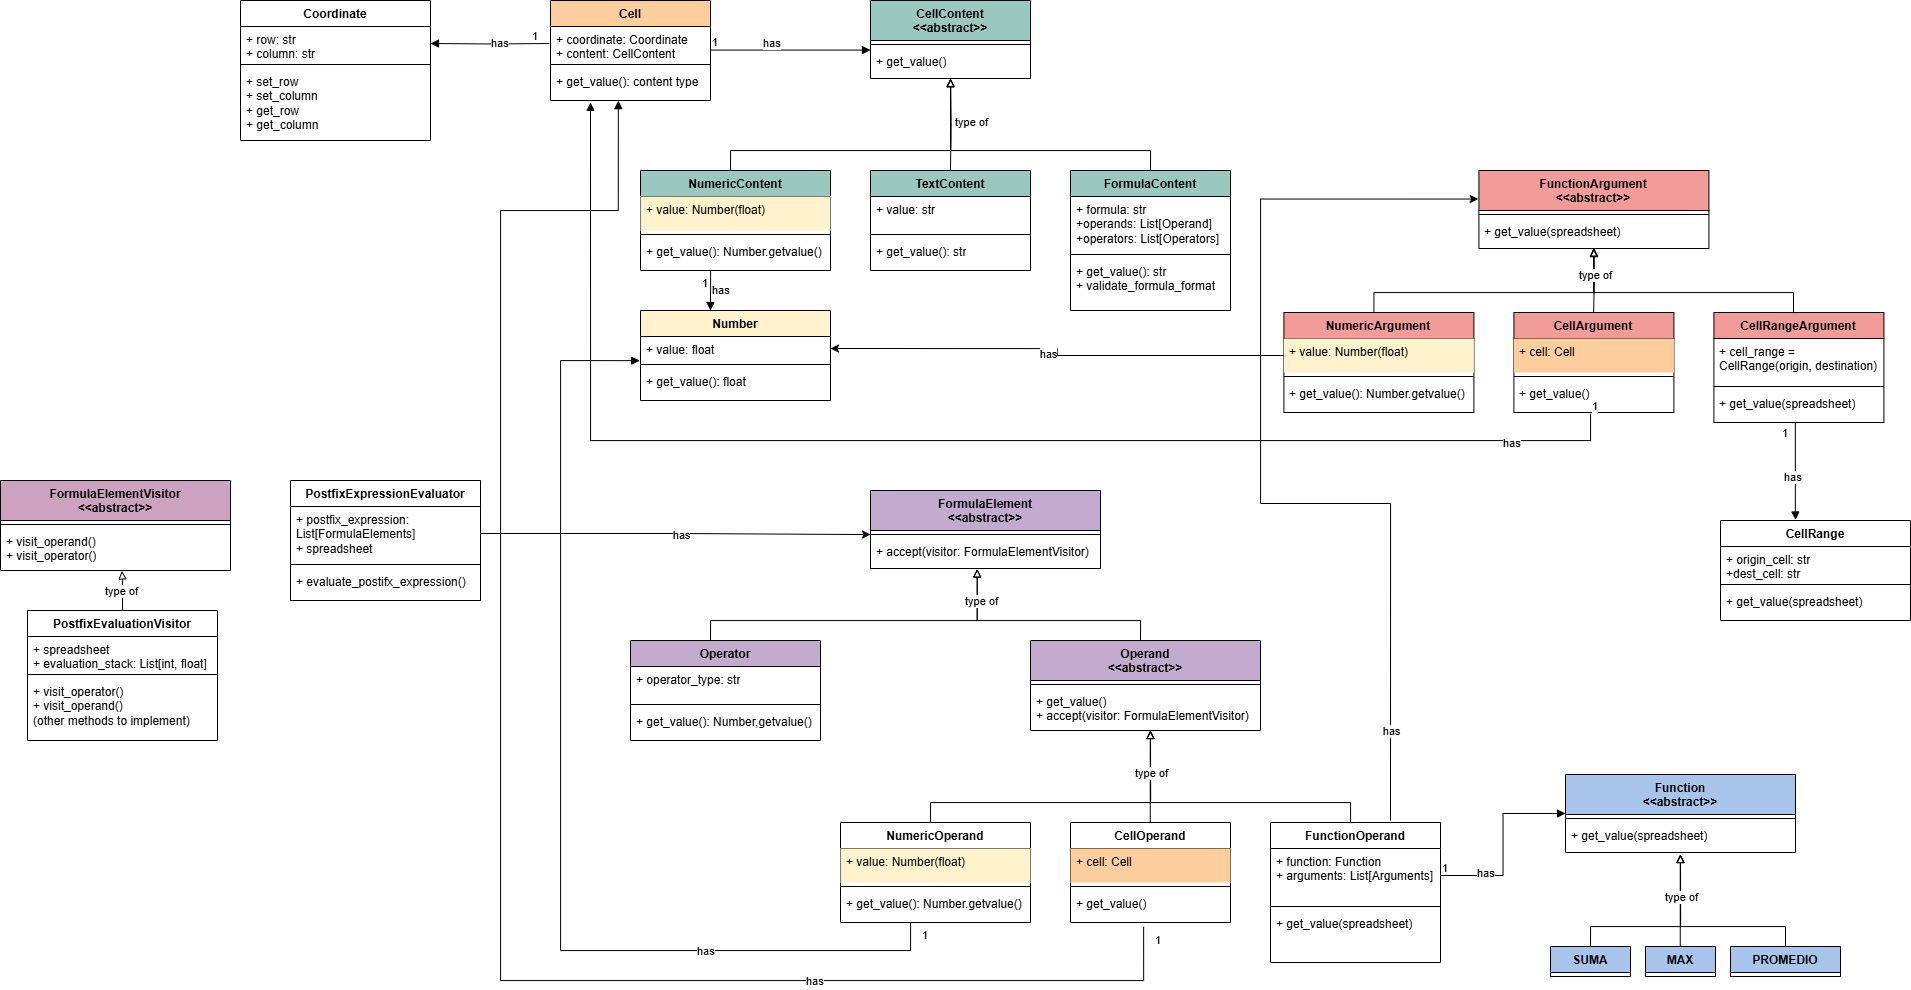 Coordinate
+ row: str
+ column: str
+ set_row
+ set_column
+ get_row
+ get_column
has
1
Cell
+ coordinate: Coordinate
+ content: CellContent
+ get_value(): content type
1
has
CellContent
<<abstract>>
+ get_value()
type of
NumericContent
+ value: Number(float)
+ get_value(): Number.getvalue()
TextContent
+ value: str
+ get_value(): str
FormulaContent
+ formula: str
+operands: List[Operand]
+operators: List[Operators]
+ get_value(): str
+ validate_formula_format
1
has
Number
+ value: float
+ get_value(): float
FunctionArgument
<<abstract>>
+ get_value(spreadsheet)
type of
NumericArgument
+ value: Number(float)
+ get_value(): Number.getvalue()
has
CellArgument
+ cell: Cell
+ get_value()
1
has
CellRangeArgument
+ cell_range =
CellRange(origin, destination)
+ get_value(spreadsheet)
1
has
CellRange
+ origin_cell: str
+dest_cell: str
+ get_value(spreadsheet)
FormulaElementVisitor
<<abstract>>
+ visit_operand()
+ visit_operator()
type of
PostfixEvaluationVisitor
+ spreadsheet
+ evaluation_stack: List[int, float]
+ visit_operator()
+ visit_operand()
(other methods to implement)
PostfixExpressionEvaluator
+ postfix_expression:
List[FormulaElements]
+ spreadsheet
+ evaluate_postifx_expression()
has
FormulaElement
<<abstract>>
+ accept(visitor: FormulaElementVisitor)
type of
Operator
+ operator_type: str
+ get_value(): Number,getvalue()
Operand
<<abstract>>
+ get_value()
+ accept(visitor: FormulaElementVisitor)
type of
has
NumericOperand
+ value: Number(float)
+ get_value(): Number.getvalue()
1
has
CellOperand
+ cell: Cell
+ get_value()
1
has
FunctionOperand
+ function: Function
+ arguments: List[Arguments]
+ get_value(spreadsheet)
1
has
Function
<<abstract>>
+ get_value(spreadsheet)
type of
SUMA
MAX
PROMEDIO